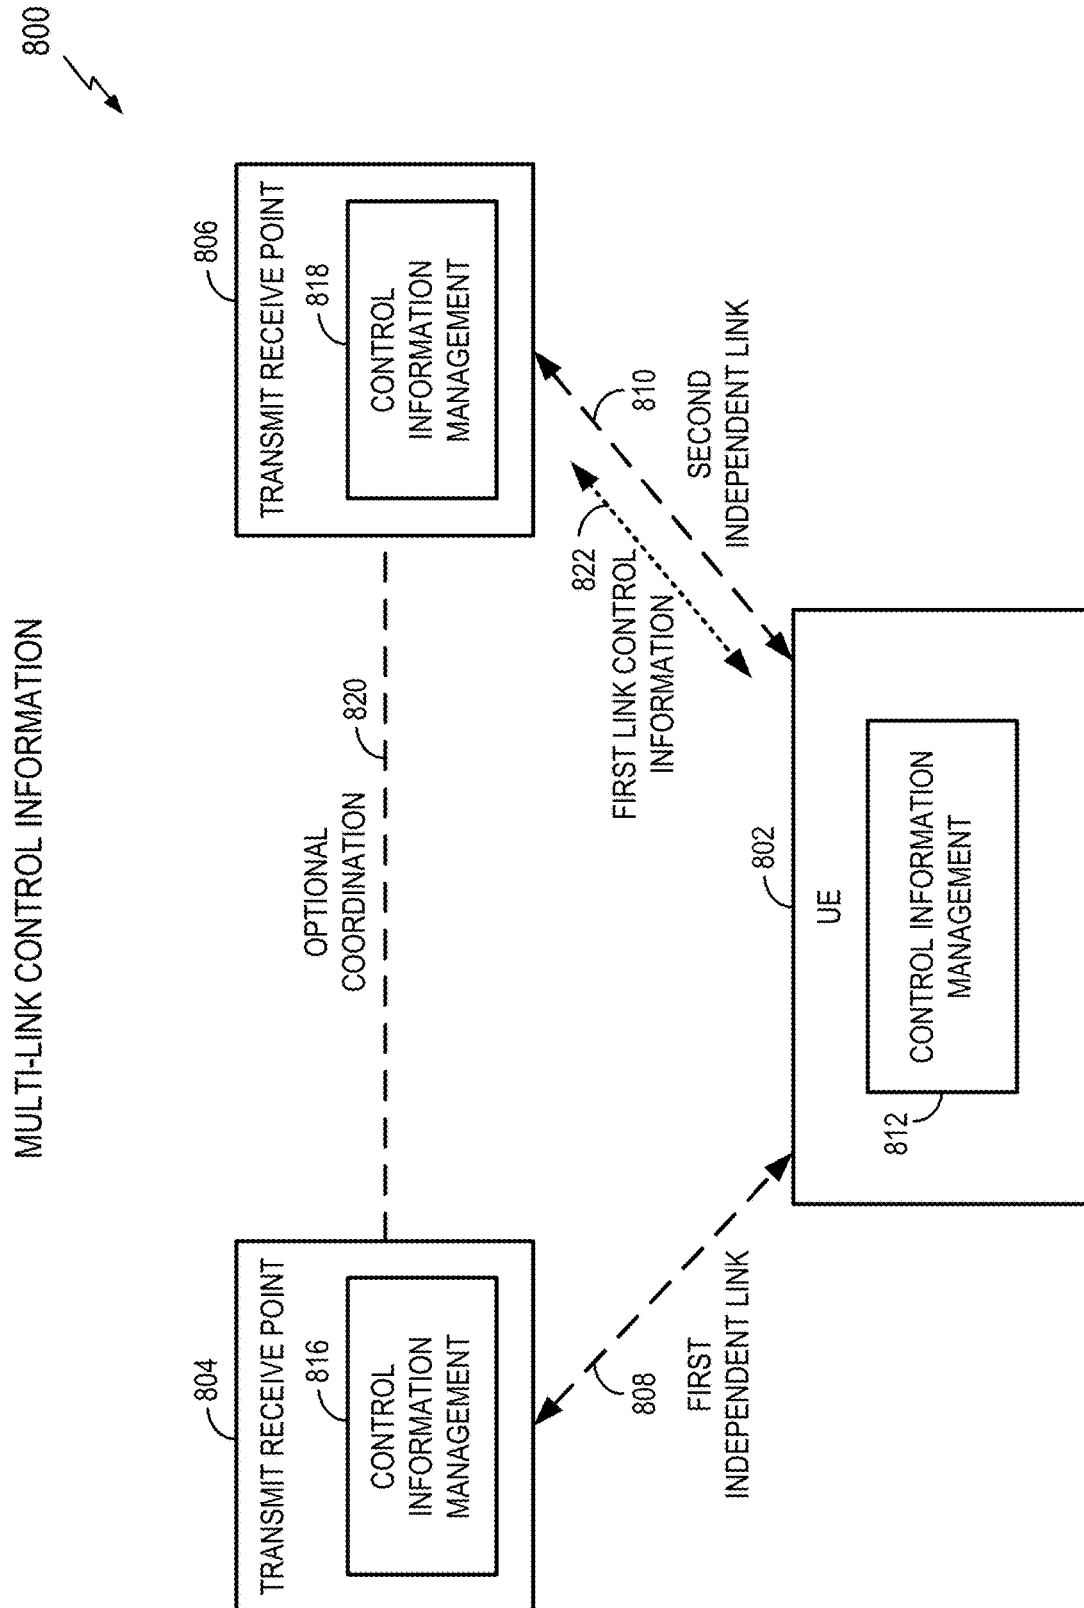 MULTI-LINK CONTROL INFORMATION
800
804
TRANSMIT RECEIVE POINT
816
CONTROL
INFORMATION
MANAGEMENT
OPTIONAL
COORDINATION
820
806
TRANSMIT RECEIVE POINT
818
CONTROL
INFORMATION
MANAGEMENT
808
FIRST
INDEPENDENT LINK
822
FIRST LINK CONTROL
INFORMATION
810
SECOND
INDEPENDENT LINK
802
UE
812
CONTROL INFORMATION
MANAGEMENT